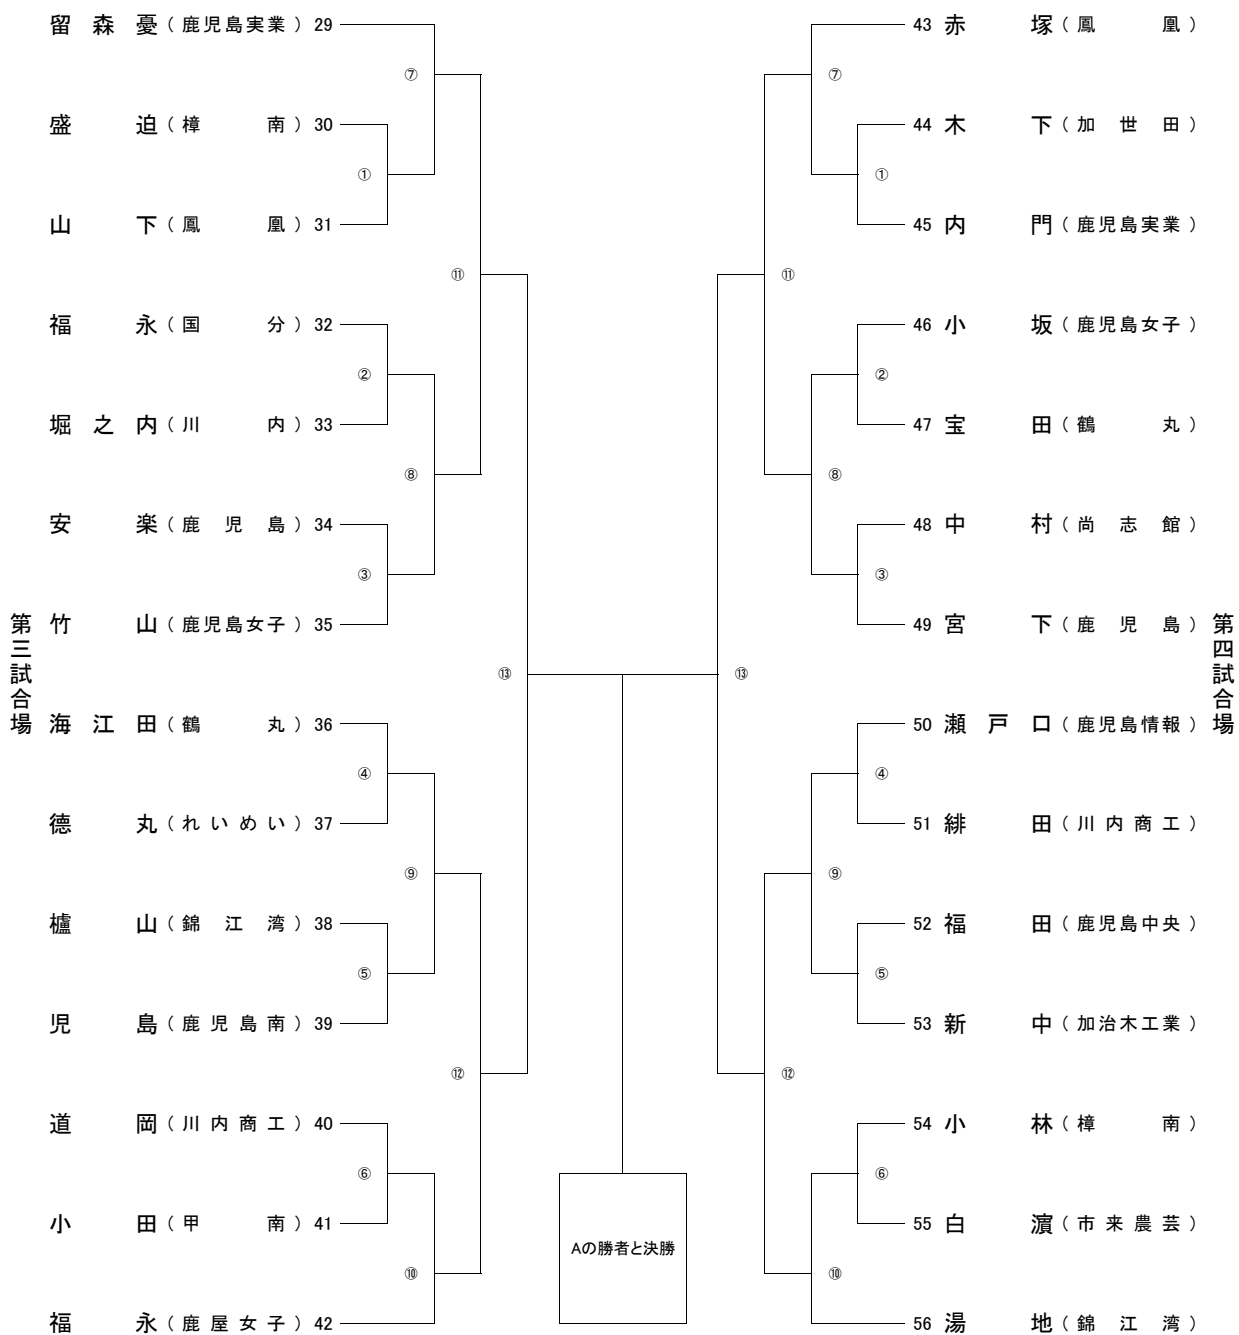 第三試合場
留森憂（鹿児島実業）29
盛迫（樟南）30
山下（鳳凰）31
福永（国分）32
堀之内（川内）33
安楽（鹿児島）34
竹山（鹿児島女子）35
海江田（鶴丸）36
德丸（れいめい）37
櫨山（錦江湾）38
児島（鹿児島南）39
道岡（川内商工）40
小田（甲南）41
福永（鹿屋女子）42
⑦
①
⑪
②
⑧
③
⑬
④
⑨
⑤
⑫
⑥
⑩
Aの勝者と決勝
⑦
①
⑪
②
⑧
③
⑬
④
⑨
⑤
⑫
⑥
⑩
43 赤塚（鳳凰）
44 木下（加世田）
45 内門（鹿児島実業）
46 小坂（鹿児島女子）
47 宝田（鶴丸）
48 中村（尚志館）
49 宮下（鹿児島）
50 瀬戸口（鹿児島情報）
51 緋田（川内商工）
52 福田（鹿児島中央）
53 新中（加治木工業）
54 小林（樟南）
55 白濵（市来農芸）
56 湯地（錦江湾）
第四試合場